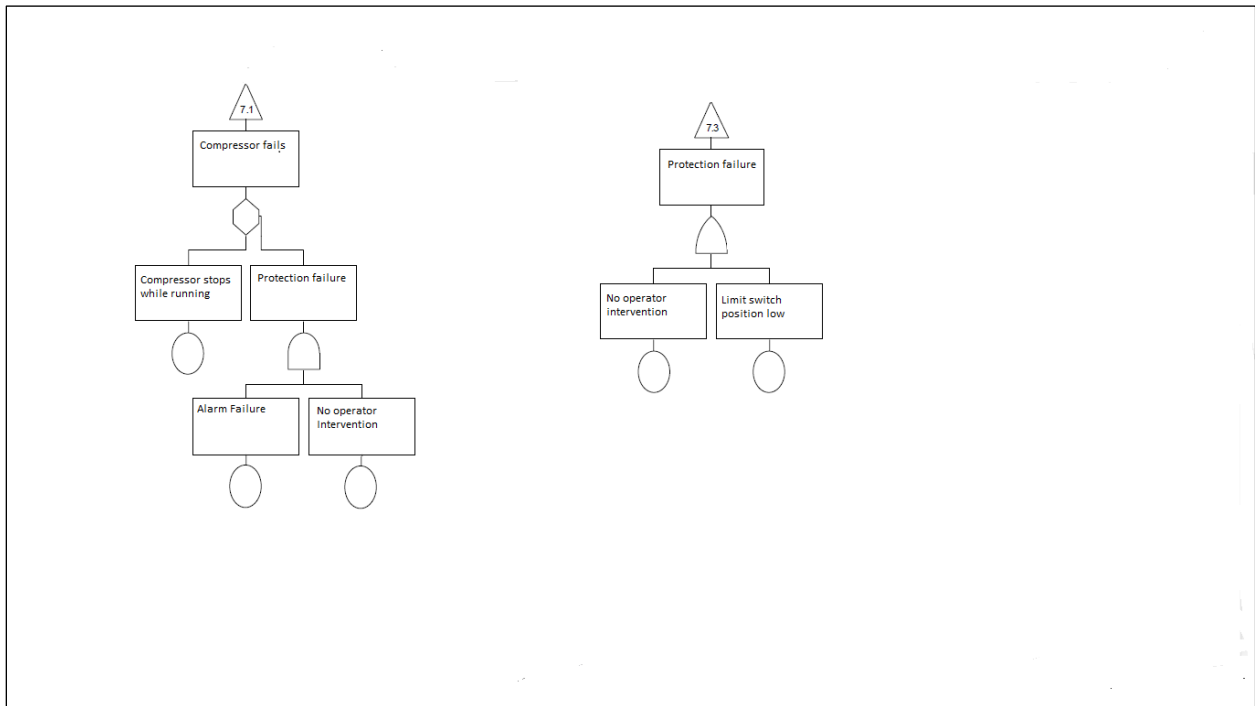 7.1
Compressor fails
Compressor stops
while running
Protection failure
Alarm Failure
No operator
Intervention
7.3
Protection failure
No operator
intervention
Limit switch
position low